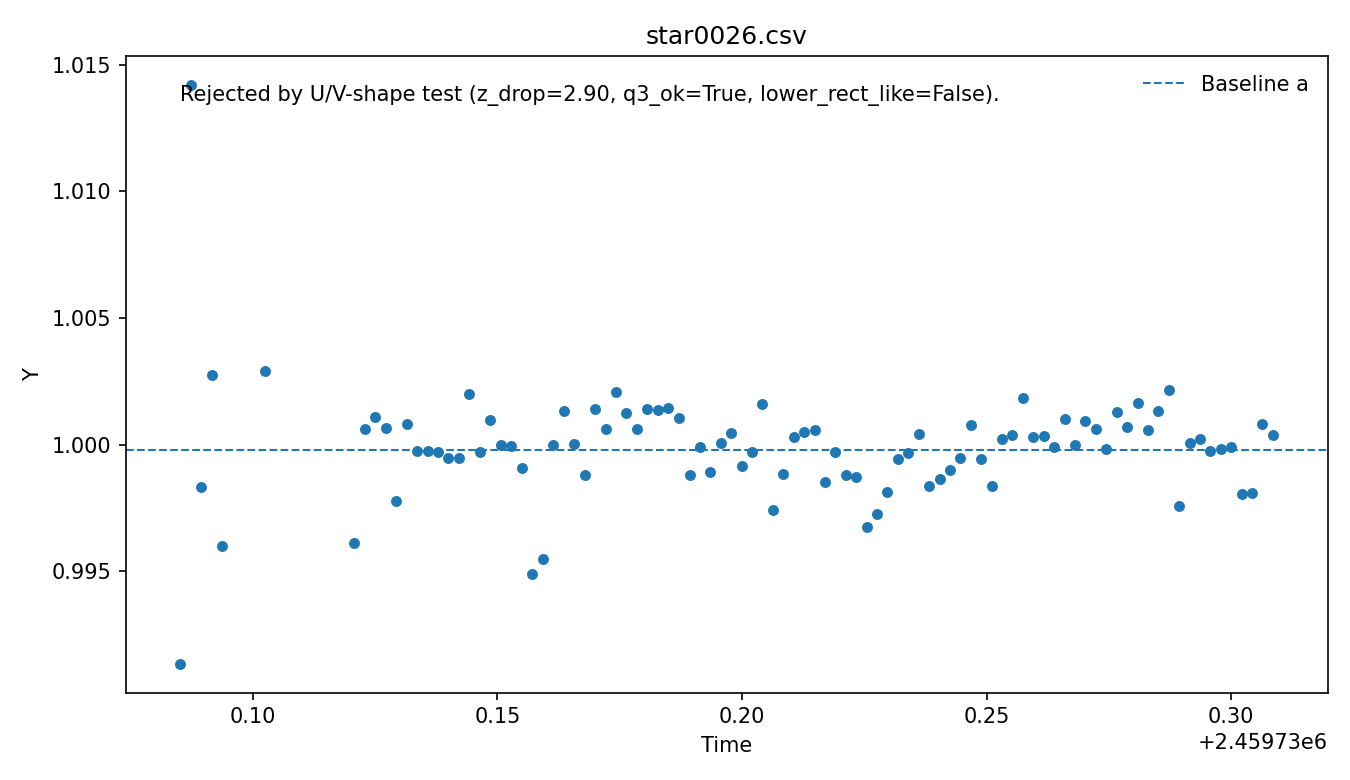 star0026.csv
1.015
Rejected by U/V-shape test (z_drop=2.90, q3_ok=True, lower_rect_like=False).
Baseline a
1.010
1.005
Y
1.000
0.995
0.10 0.15 0.20 0.25 0.30
Time
+2.45973e6